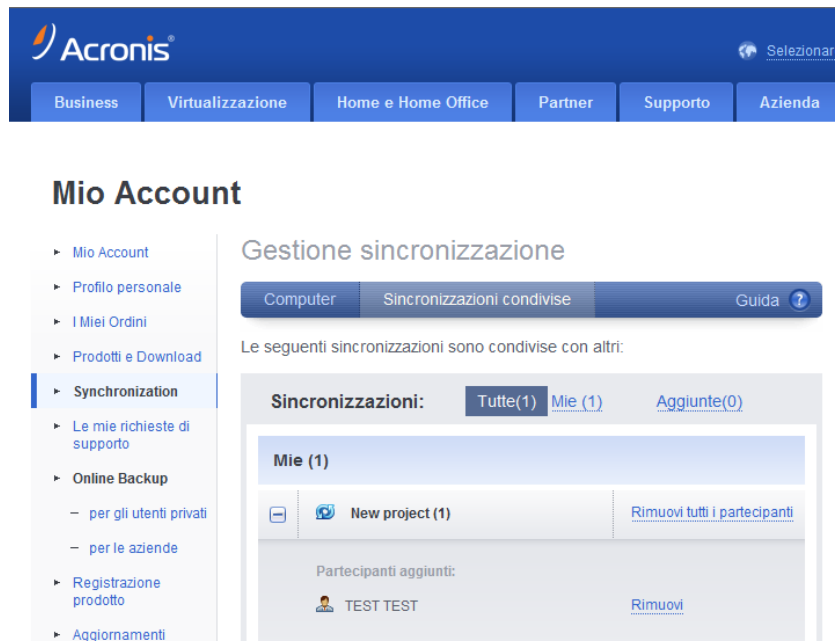 Acronis®
Selezionar
Business
Virtualizzazione
Home e Home Office
Partner
Supporto
Azienda
Mio Account
Mio Account
Profilo personale
I Miei Ordini
Prodotti e Download
Synchronization
Le mie richieste di
supporto
Online Backup
– per gli utenti privati
– per le aziende
Registrazione
prodotto
Aggiornamenti
Gestione sincronizzazione
Computer
Sincronizzazioni condivise
Guida ?
Le seguenti sincronizzazioni sono condivise con altri:
Sincronizzazioni:
Tutte(1)
Mie (1)
Aggiunte(0)
Mie (1)
New project (1)
Rimuovi tutti i partecipanti
Partecipanti aggiunti:
TEST TEST
Rimuovi